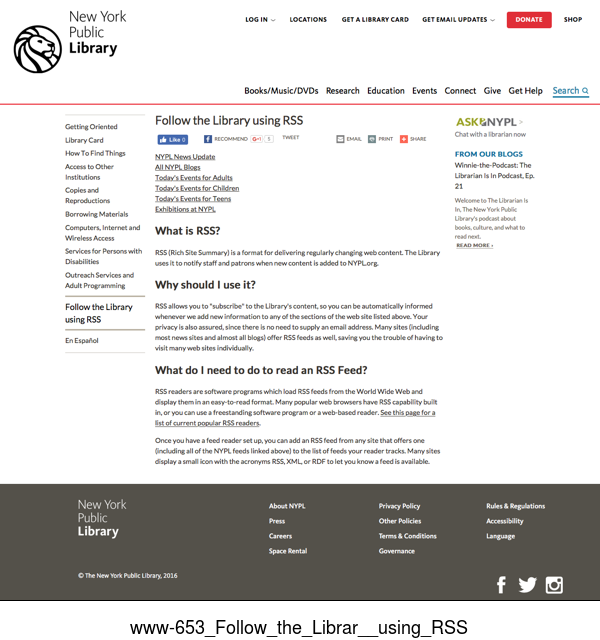 New York
Public
Library
LOG IN
LOCATIONS
GET A LIBRARY CARD
GET EMAIL UPDATES
DONATE
SHOP
Books/Music/DVDs
Research
Education
Events
Connect
Give
Get Help
Search
Getting Oriented
Library Card
How To Find Things
Access to Other
Institutions
Copies and
Reproductions
Borrowing Materials
Computers, Internet and
Wireless Access
Services for Persons with
Disabilities
Outreach Services and
Adult Programming
Follow the Library
using RSS
En Español
Follow the Library using RSS
Like 0
RECOMMEND
G+1
5
TWEET
EMAIL
PRINT
SHARE
NYPL News Update
All NYPL Blogs
Today's Events for Adults
Today's Events for Children
Today's Events for Teens
Exhibitions at NYPL
What is RSS?
RSS (Rich Site Summary) is a format for delivering regularly changing web content. The Library
uses it to notify staff and patrons when new content is added to NYPL.org.
Why should I use it?
RSS allows you to "subscribe" to the Library's content, so you can be automatically informed
whenever we add new information to any of the sections of the web site listed above. Your
privacy is also assured, since there is no need to supply an email address. Many sites (including
most news sites and almost all blogs) offer RSS feeds as well, saving you the trouble of having to
visit many web sites individually.
What do I need to do to read an RSS Feed?
RSS readers are software programs which load RSS feeds from the World Wide Web and
display them in an easy-to-read format. Many popular web browsers have RSS capability built
in, or you can use a freestanding software program or a web-based reader. See this page for a
list of current popular RSS readers.
Once you have a feed reader set up, you can add an RSS feed from any site that offers one
(including all of the NYPL feeds linked above) to the list of feeds your reader tracks. Many sites
display a small icon with the acronyms RSS, XML, or RDF to let you know a feed is available.
ASK NYPL >
Chat with a librarian now
FROM OUR BLOGS
Winnie-the-Podcast: The
Librarian Is In Podcast, Ep.
21
Welcome to The Librarian Is
In, The New York Public
Library's podcast about
books, culture, and what to
read next.
READ MORE ›
New York
Public
Library
About NYPL
Press
Careers
Space Rental
Privacy Policy
Other Policies
Terms & Conditions
Governance
Rules & Regulations
Accessibility
Language
© The New York Public Library, 2016
www-653_Follow_the_Librar__using_RSS